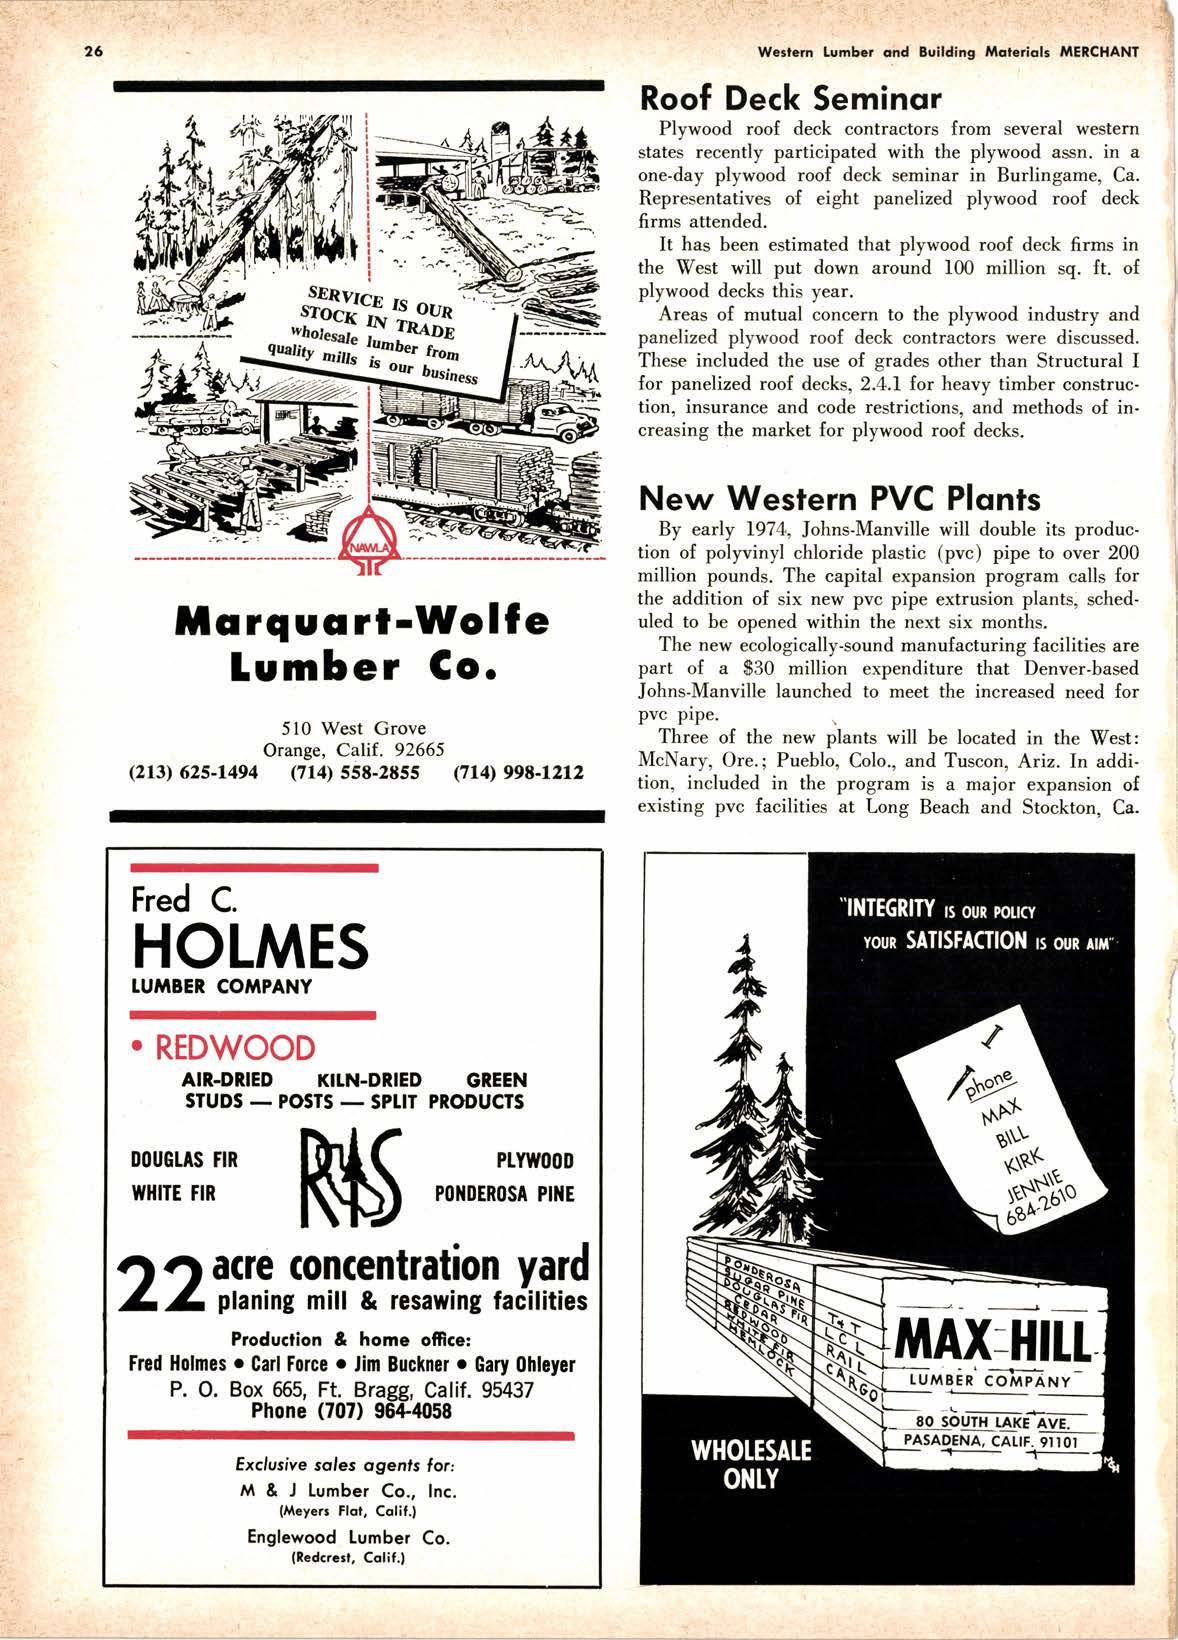 26
Western Lumber and Building Materials MERCHANT
SERVICE IS OUR
STOCK IN TRADE
wholesale lumber from
quality mills is our business
NAWLA
Marquart-Wolfe
Lumber Co.
510 West Grove
Orange, Calif. 92665
(213) 625-1494 (714) 558-2855 (714) 998-1212
Roof Deck Seminar
Plywood roof deck contractors from several western
states recently participated with the plywood assn. in a
one-day plywood roof deck seminar in Burlingame, Ca.
Representatives of eight panelized plywood roof deck
firms attended.
It has been estimated that plywood roof deck firms in
the West will put down around 100 million sq. ft. of
plywood decks this year.
Areas of mutual concern to the plywood industry and
panelized plywood roof deck contractors were discussed.
These included the use of grades other than Structural I
for panelized roof decks, 2.4.1 for heavy timber construc-
tion, insurance and code restrictions, and methods of in-
creasing the market for plywood roof decks.
New Western PVC Plants
By early 1974, Johns-Manville will double its produc-
tion of polyvinyl chloride plastic (pvc) pipe to over 200
million pounds. The capital expansion program calls for
the addition of six new pvc pipe extrusion plants, sched-
uled to be opened within the next six months.
The new ecologically-sound manufacturing facilities are
part of a $30 million expenditure that Denver-based
Johns-Manville launched to meet the increased need for
pvc pipe.
Three of the new plants will be located in the West:
McNary, Ore.; Pueblo, Colo., and Tuscon, Ariz. In addi-
tion, included in the program is a major expansion of
existing pvc facilities at Long Beach and Stockton, Ca.
Fred C.
HOLMES
LUMBER COMPANY
• REDWOOD
AIR-DRIED KILN-DRIED GREEN
STUDS — POSTS — SPLIT PRODUCTS
DOUGLAS FIR
WHITE FIR
RIS
PLYWOOD
PONDEROSA PINE
22 acre concentration yard
planing mill & resawing facilities
Production & home office:
Fred Holmes • Carl Force • Jim Buckner • Gary Ohleyer
P. O. Box 665, Ft. Bragg, Calif. 95437
Phone (707) 964-4058
Exclusive sales agents for:
M & J Lumber Co., Inc.
(Meyers Flat, Calif.)
Englewood Lumber Co.
(Redcrest, Calif.)
"INTEGRITY IS OUR POLICY
YOUR SATISFACTION IS OUR AIM"
phone
MAX
BILL
KIRK
JENNIE
684-2610
PONDEROSA
SUGAR PINE
DOUGLAS FIR
CEDAR
REDWOOD
WHITE FIR
HEMLOCK
T & T
L. C. L.
RAIL
CARGO
MAX HILL
LUMBER COMPANY
80 SOUTH LAKE AVE.
PASADENA, CALIF. 91101
MGH
WHOLESALE
ONLY